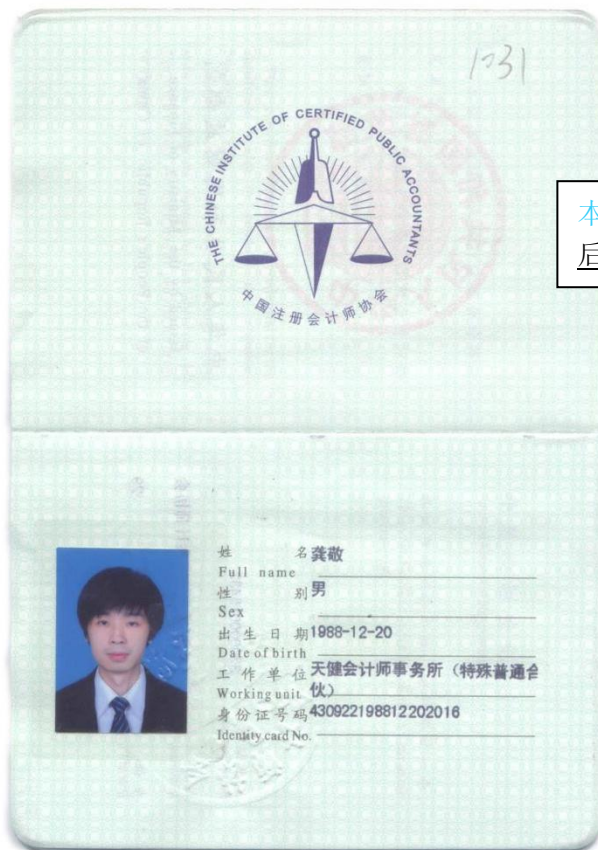 1031
THE CHINESE INSTITUTE OF CERTIFIED PUBLIC ACCOUNTANTS
中国注册会计师协会
本
后
姓 名 龚敬
Full name
性 别 男
Sex
出生日期 1988-12-20
Date of birth
工作单位 天健会计师事务所（特殊普通合
Working unit 伙）
身份证号码 430922198812202016
Identity card No.